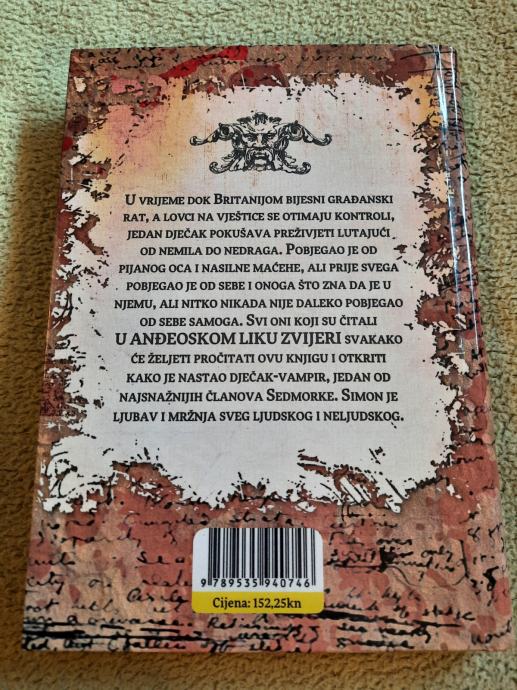 U VRIJEME DOK BRITANIJOM BIJESNI GRAĐANSKI
RAT, A LOVCI NA VJEŠTICE SE OTIMAJU KONTROLI,
JEDAN DJEČAK POKUŠAVA PREŽIVJETI LUTAJUĆI
OD NEMILA DO NEDRAGA. POBJEGAO JE OD
PIJANOG OCA I NASILNE MAĆEHE, ALI PRIJE SVEGA
POBJEGAO JE OD SEBE I ONOGA ŠTO ZNA DA JE U
NJEMU, ALI NITKO NIKADA NIJE DALEKO POBJEGAO
OD SEBE SAMOGA. SVI ONI KOJI SU ČITALI
U ANĐEOSKOM LIKU ZVIJERI SVAKAKO
ĆE ŽELJETI PROČITATI OVU KNJIGU I OTKRITI
KAKO JE NASTAO DJEČAK-VAMPIR, JEDAN OD
NAJSNAŽNIJIH ČLANOVA SEDMORKE. SIMON JE
LJUBAV I MRŽNJA SVEG LJUDSKOG I NELJUDSKOG.
9 789535 940746
Cijena: 152,25kn